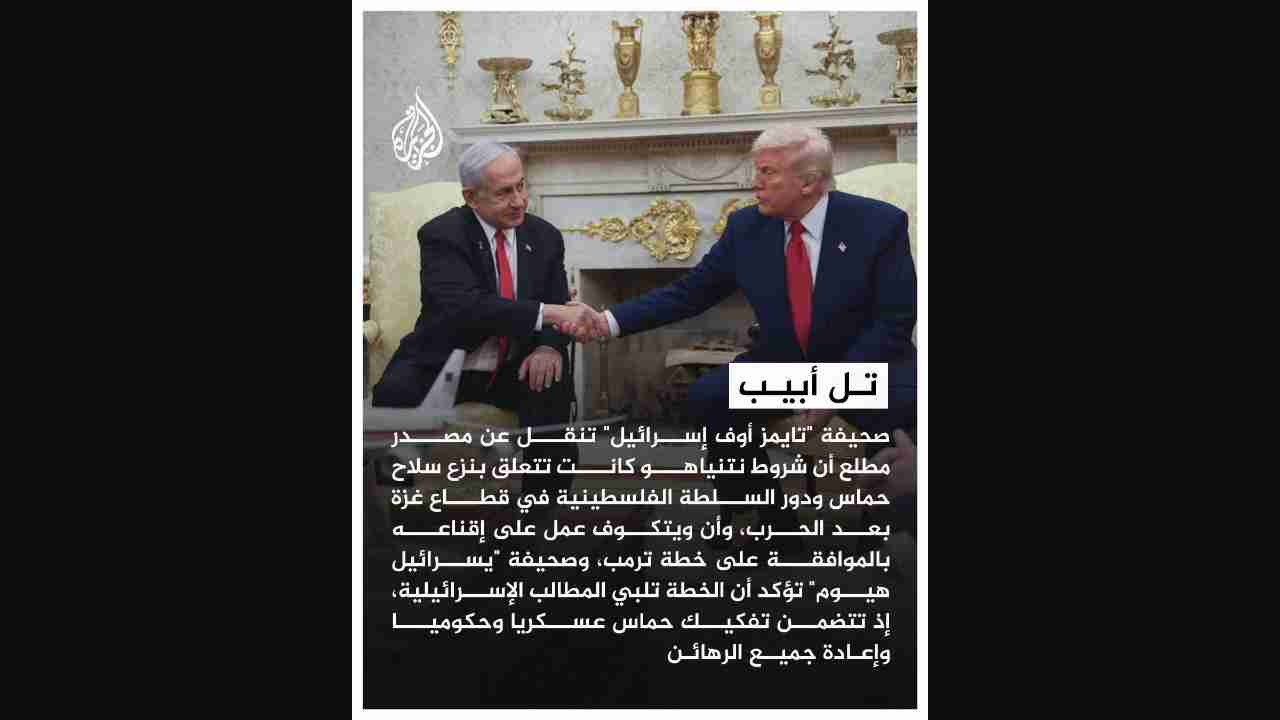 الجزيرة
تل أبيب
صحيفة "تايمز أوف إسرائيل" تنقل عن مصدر
مطلع أن شروط نتنياهو كانت تتعلق بنزع سلاح
حماس ودور السلطة الفلسطينية في قطاع غزة
بعد الحرب، وأن ويتكوف عمل على إقناعه
بالموافقة على خطة ترمب، وصحيفة "يسرائيل
هيوم" تؤكد أن الخطة تلبي المطالب الإسرائيلية،
إذ تتضمن تفكيك حماس عسكريا وحكوميا
وإعادة جميع الرهائن